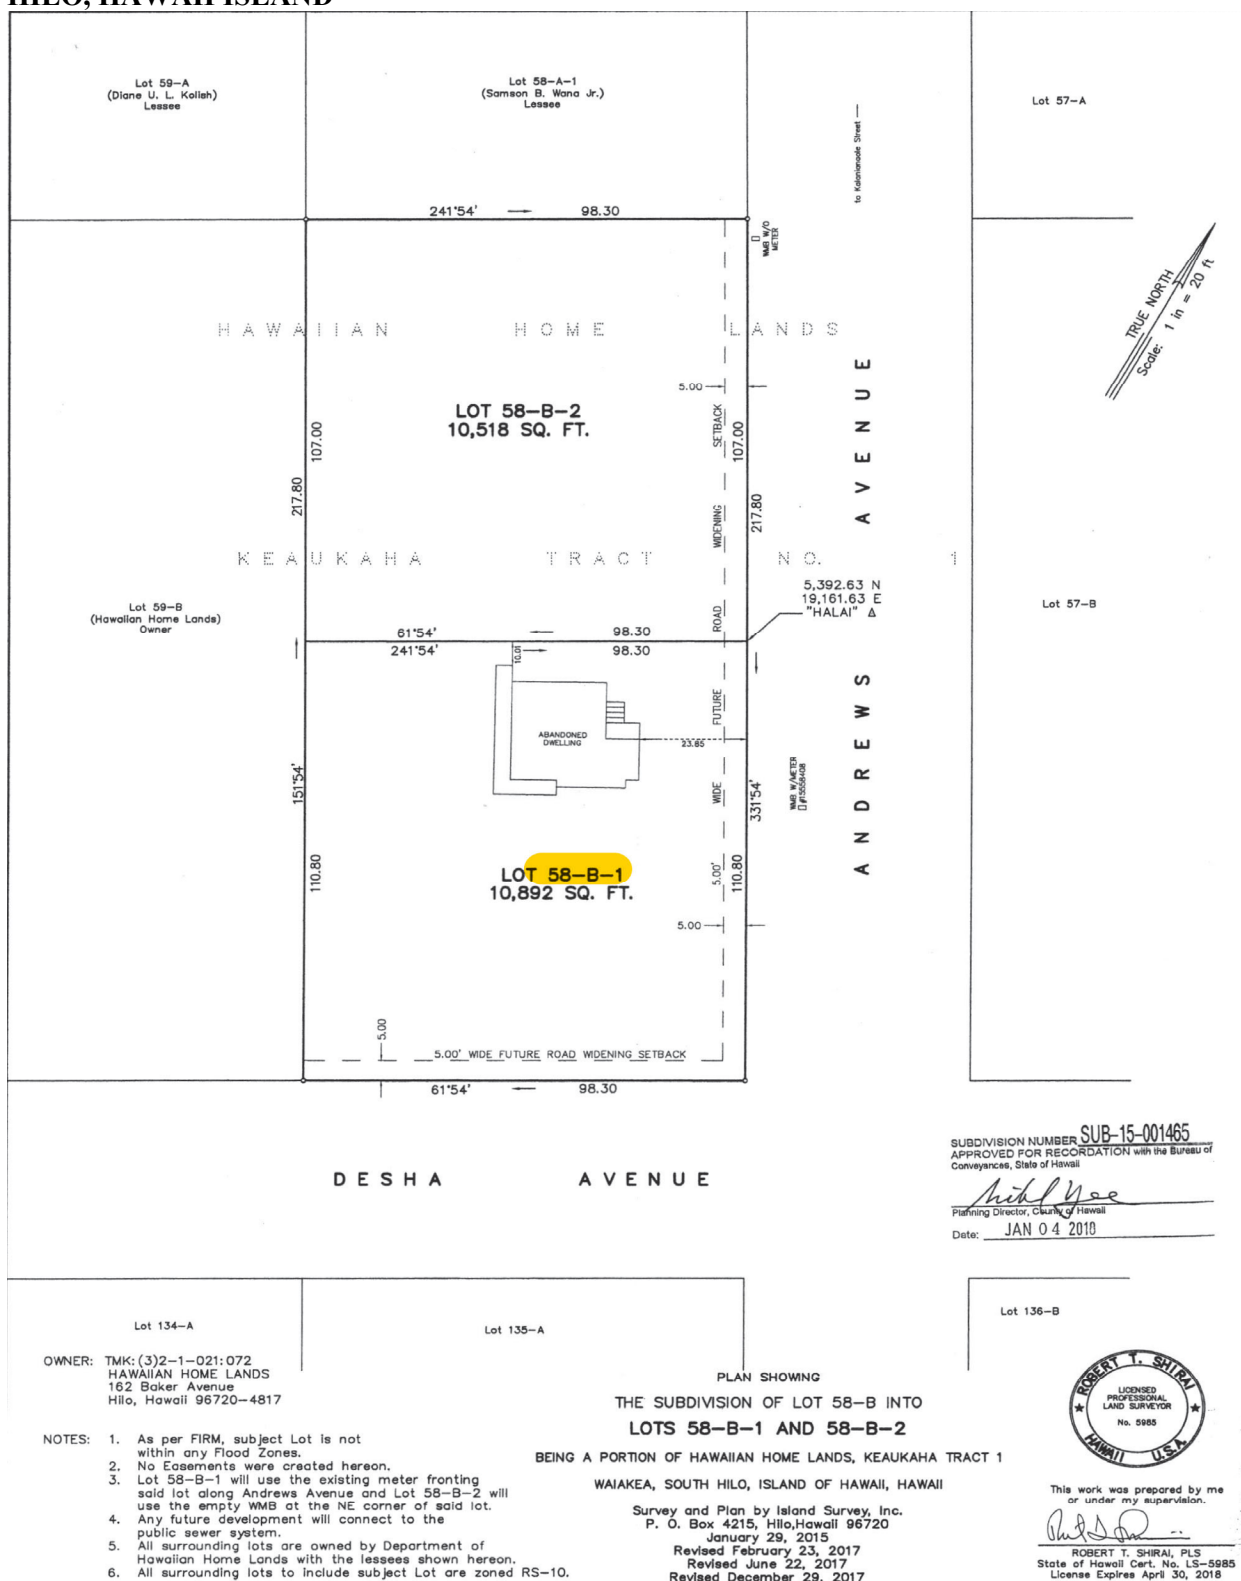 HILO, HAWAII ISLAND
Lot 59-A
(Diane U. L. Kolish)
Lessee
Lot 58-A-1
(Samson B. Wana Jr.)
Lessee
to Kalanianaole Street
Lot 57-A
241°54' 98.30
WMB W/O
METER
TRUE NORTH
Scale: 1 in = 20 ft
HAWAIIAN HOME LANDS
5.00
LOT 58-B-2
10,518 SQ. FT.
107.00
217.80
107.00
217.80
5.00' WIDE FUTURE ROAD WIDENING SETBACK
ANDREWS AVENUE
KEAUKAHA TRACT NO. 1
5,392.63 N
19,161.63 E
"HALAI" Δ
Lot 59-B
(Hawaiian Home Lands)
Owner
Lot 57-B
61°54' 98.30
241°54' 98.30
10.01
ABANDONED
DWELLING
23.65
WMB W/METER
151°54'
331°54'
110.80
110.80
LOT 58-B-1
10,892 SQ. FT.
5.00
5.00
5.00' WIDE FUTURE ROAD WIDENING SETBACK
61°54' 98.30
DESHA AVENUE
SUBDIVISION NUMBER SUB-15-001465
APPROVED FOR RECORDATION with the Bureau of
Conveyances, State of Hawaii
Planning Director, County of Hawaii
Date: JAN 04 2018
Lot 134-A
Lot 135-A
Lot 136-B
OWNER: TMK: (3)2-1-021: 072
HAWAIIAN HOME LANDS
162 Baker Avenue
Hilo, Hawaii 96720-4817
NOTES: 1. As per FIRM, subject Lot is not
within any Flood Zones.
2. No Easements were created hereon.
3. Lot 58-B-1 will use the existing meter fronting
said lot along Andrews Avenue and Lot 58-B-2 will
use the empty WMB at the NE corner of said lot.
4. Any future development will connect to the
public sewer system.
5. All surrounding lots are owned by Department of
Hawaiian Home Lands with the lessees shown hereon.
6. All surrounding lots to include subject Lot are zoned RS-10.
PLAN SHOWING
THE SUBDIVISION OF LOT 58-B INTO
LOTS 58-B-1 AND 58-B-2
BEING A PORTION OF HAWAIIAN HOME LANDS, KEAUKAHA TRACT 1
WAIAKEA, SOUTH HILO, ISLAND OF HAWAII, HAWAII
Survey and Plan by Island Survey, Inc.
P. O. Box 4215, Hilo,Hawaii 96720
January 29, 2015
Revised February 23, 2017
Revised June 22, 2017
Revised December 29, 2017
ROBERT T. SHIRAI
LICENSED
PROFESSIONAL
LAND SURVEYOR
No. 5985
HAWAII U.S.A.
This work was prepared by me
or under my supervision.
ROBERT T. SHIRAI, PLS
State of Hawaii Cert. No. LS-5985
License Expires April 30, 2018